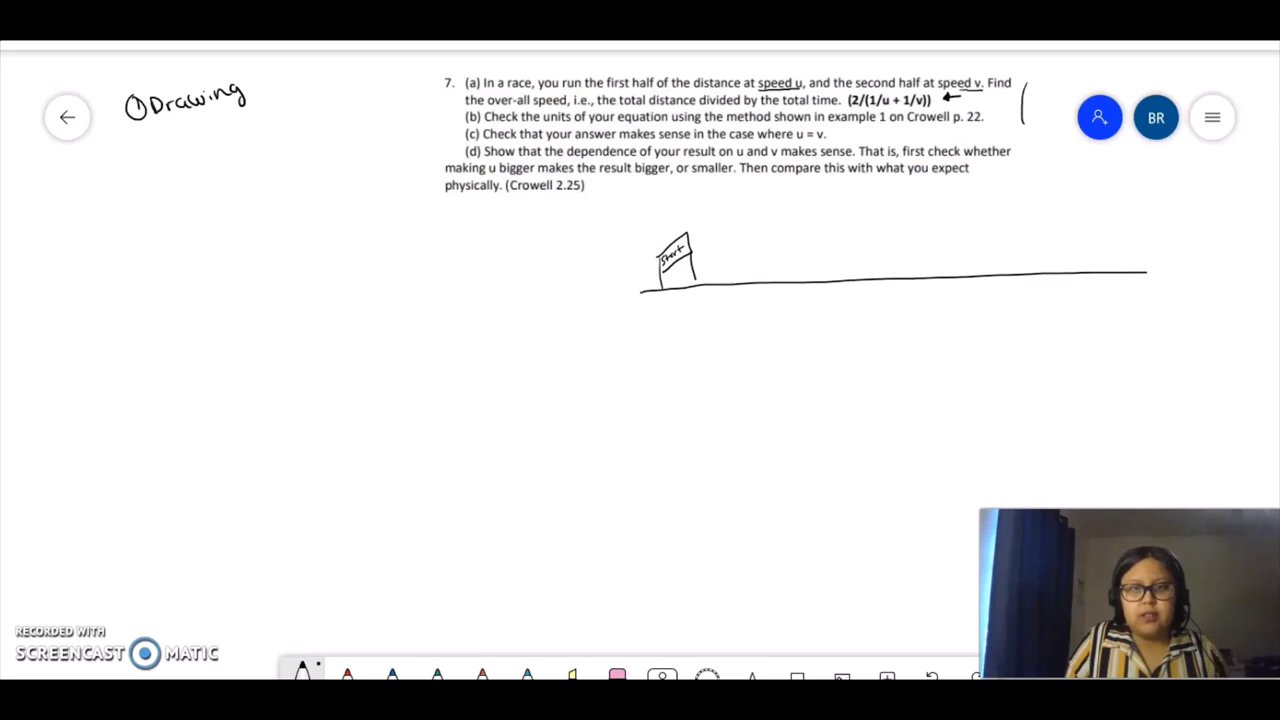 ① Drawing
7. (a) In a race, you run the first half of the distance at speed u, and the second half at speed v. Find
the over-all speed, i.e., the total distance divided by the total time. (2/(1/u + 1/v))
(b) Check the units of your equation using the method shown in example 1 on Crowell p. 22.
(c) Check that your answer makes sense in the case where u = v.
(d) Show that the dependence of your result on u and v makes sense. That is, first check whether
making u bigger makes the result bigger, or smaller. Then compare this with what you expect
physically. (Crowell 2.25)
BR
Start
RECORDED WITH
SCREENCAST MATIC